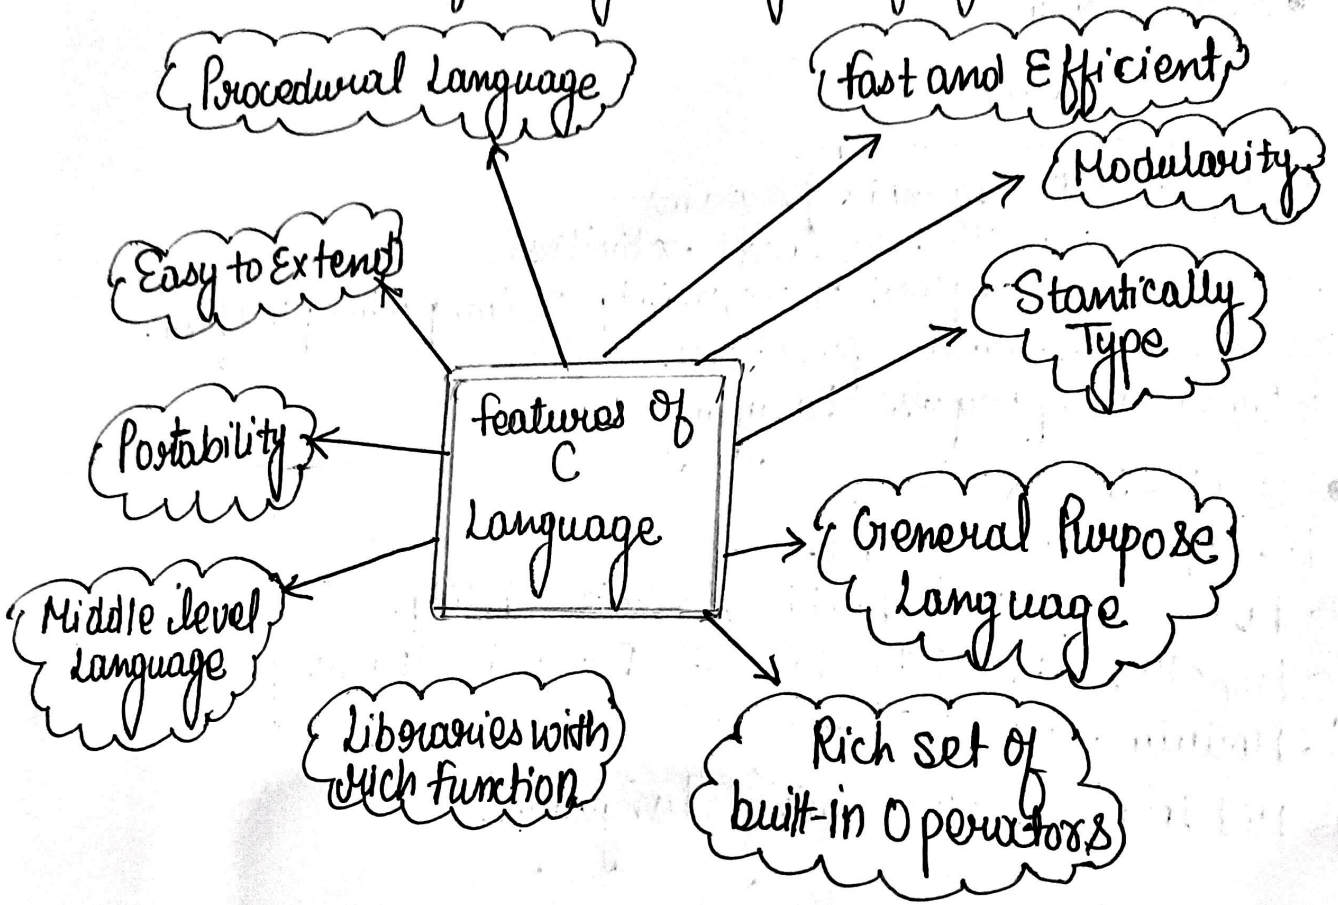 Procedural Language
fast and Efficient
Modularity
Easy to Extend
Stantically
Type
features of
C
Language
Portability
General Purpose
Language
Middle level
Language
Libraries with
rich function
Rich set of
built-in Operators